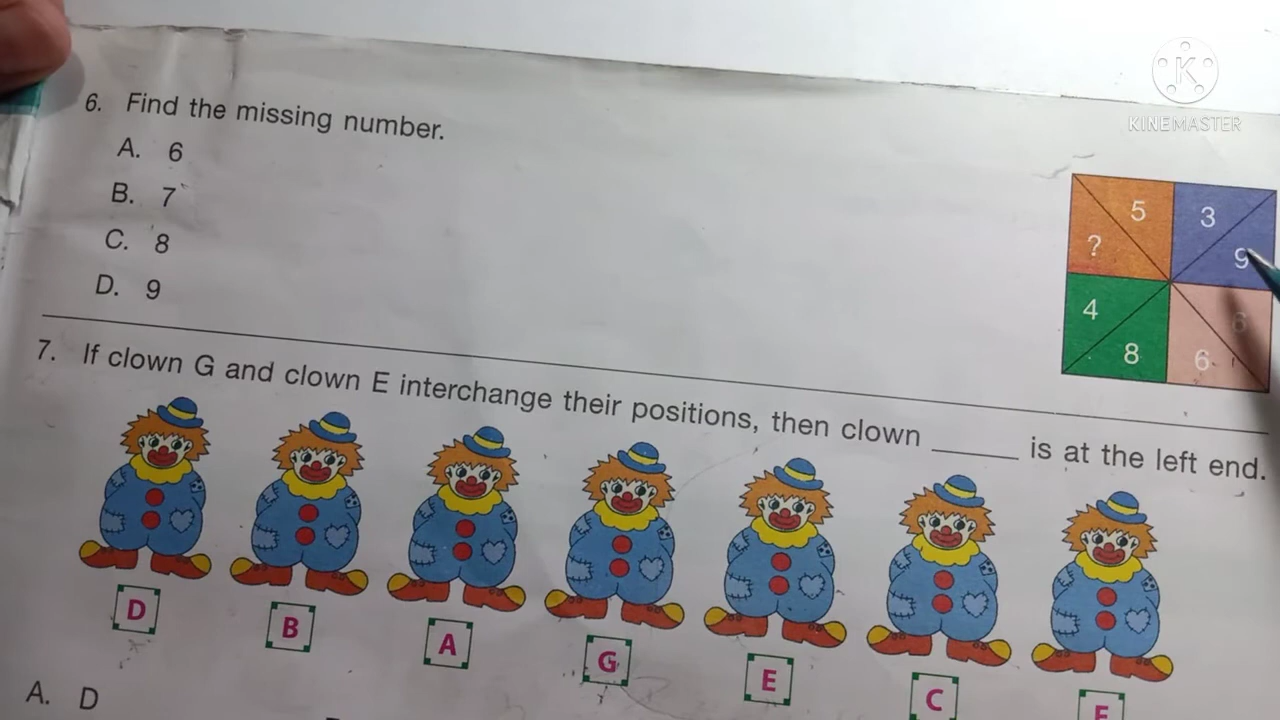 6. Find the missing number.
A. 6
B. 7
C. 8
D. 9
KINEMASTER
5 3
? 9
4
8 6
7. If clown G and clown E interchange their positions, then clown ______ is at the left end.
D B A G E C
A. D